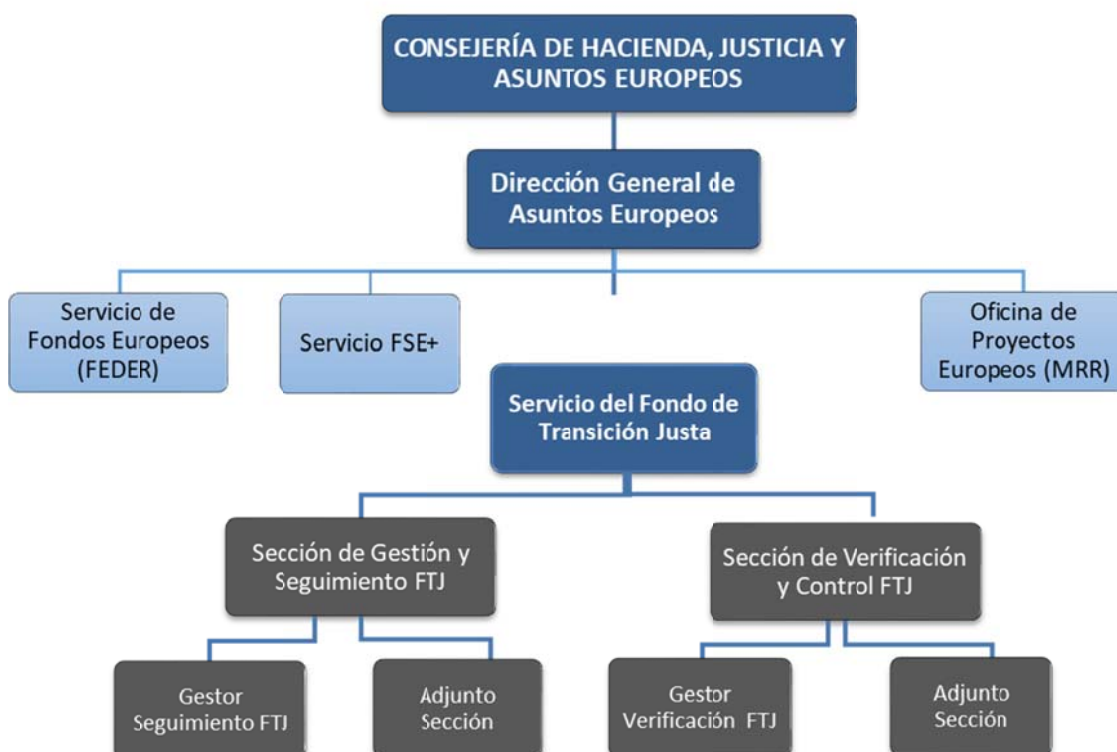 CONSEJERÍA DE HACIENDA, JUSTICIA Y
ASUNTOS EUROPEOS
Dirección General de
Asuntos Europeos
Servicio de
Fondos Europeos
(FEDER)
Servicio FSE+
Oficina de
Proyectos
Europeos (MRR)
Servicio del Fondo de
Transición Justa
Sección de Gestión y
Seguimiento FTJ
Sección de Verificación
y Control FTJ
Gestor
Seguimiento FTJ
Adjunto
Sección
Gestor
Verificación FTJ
Adjunto
Sección